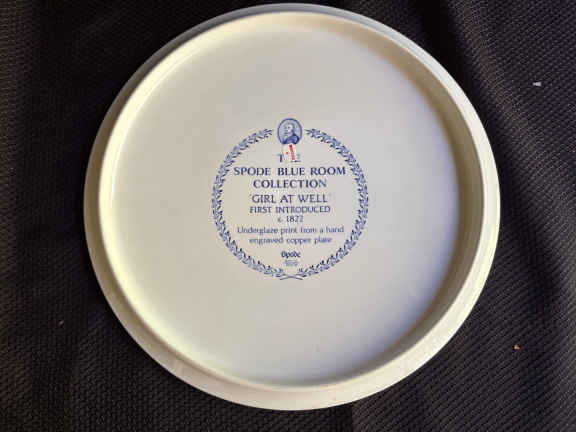 SPODE BLUE ROOM
COLLECTION
'GIRL AT WELL'
FIRST INTRODUCED
c. 1822
Underglaze print from a hand
engraved copper plate
Spode